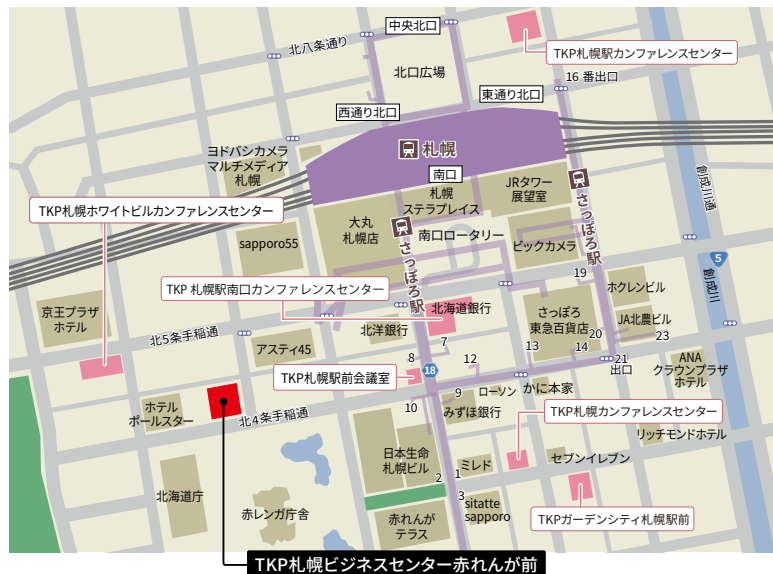 中央北口
北八条通り
TKP札幌駅カンファレンスセンター
北口広場
16 番出口
東通り北口
西通り北口
札幌
ヨドバシカメラ
マルチメディア
札幌
南口
JRタワー
展望室
札幌
ステラプレイス
創成川通
TKP札幌ホワイトビルカンファレンスセンター
大丸
札幌店
さっぽろ駅
さっぽろ駅
南口ロータリー
ビックカメラ
sapporo55
5
創成川
19
TKP 札幌駅南口カンファレンスセンター
ホクレンビル
京王プラザ
ホテル
北海道銀行
さっぽろ
東急百貨店
JA北農ビル
北5条手稲通
北洋銀行
20
23
アスティ45
7
13
14
8
12
21
出口
ANA
クラウンプラザ
ホテル
TKP札幌駅前会議室
18
9
ローソン
かに本家
ホテル
ポールスター
北4条手稲通
10
みずほ銀行
TKP札幌カンファレンスセンター
リッチモンドホテル
日本生命
札幌ビル
ミレド
セブンイレブン
北海道庁
2
1
3
赤レンガ庁舎
赤れんが
テラス
sitatte
sapporo
TKPガーデンシティ札幌駅前
TKP札幌ビジネスセンター赤れんが前